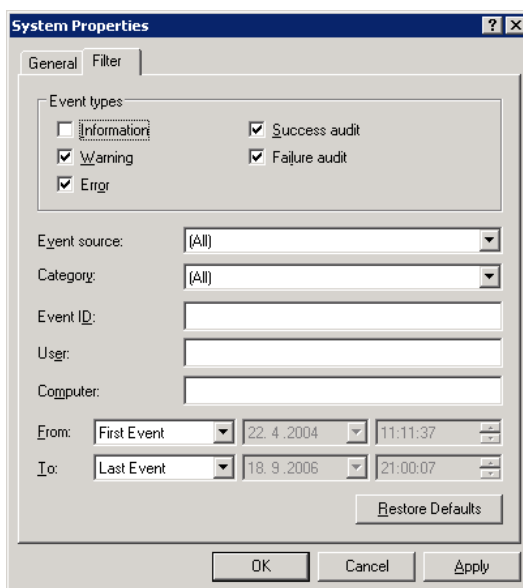 System Properties
General Filter
Event types
Information Success audit
Warning Failure audit
Error
Event source: (All)
Category: (All)
Event ID:
User:
Computer:
From: First Event 22. 4 .2004 11:11:37
To: Last Event 18. 9 .2006 21:00:07
Restore Defaults
OK Cancel Apply